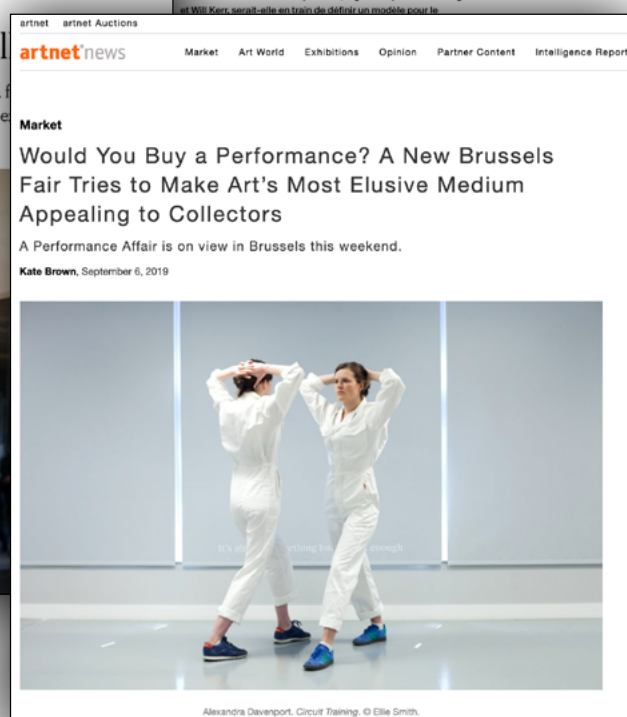 et Will Kerr, serait-elle en train de définir un modèle pour le
artnet artnet Auctions
artnet news
Market Art World Exhibitions Opinion Partner Content Intelligence Report
Market
Would You Buy a Performance? A New Brussels
Fair Tries to Make Art's Most Elusive Medium
Appealing to Collectors
A Performance Affair is on view in Brussels this weekend.
Kate Brown, September 6, 2019
It's enough
Alexandra Davenport. Circuit Training. © Ellie Smith.